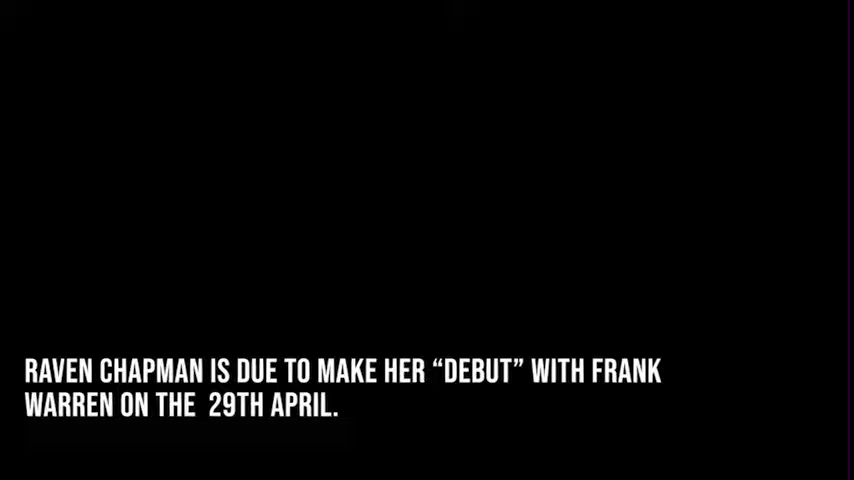 RAVEN CHAPMAN IS DUE TO MAKE HER “DEBUT” WITH FRANK
WARREN ON THE  29TH APRIL.